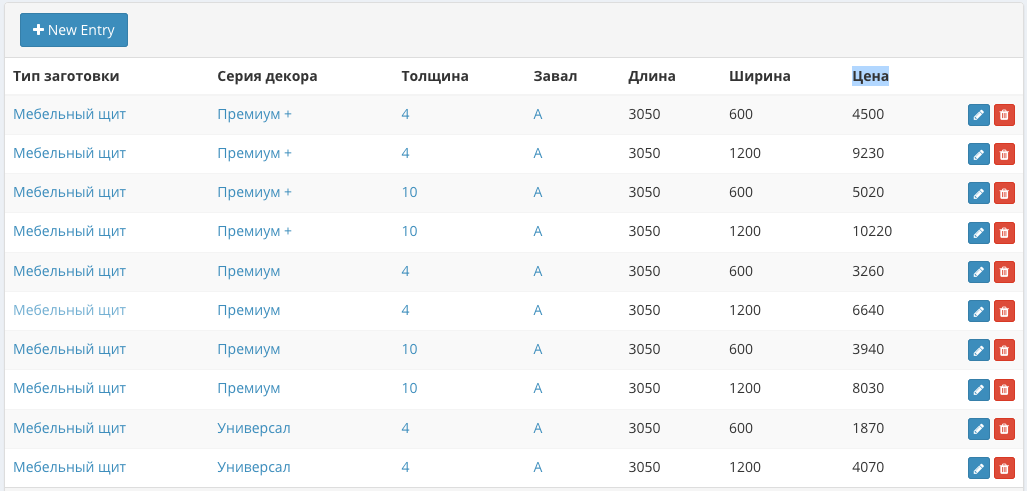 New Entry
Тип заготовки Серия декора Толщина Завал Длина Ширина Цена
Мебельный щит Премиум + 4 А 3050 600 4500
Мебельный щит Премиум + 4 А 3050 1200 9230
Мебельный щит Премиум + 10 А 3050 600 5020
Мебельный щит Премиум + 10 А 3050 1200 10220
Мебельный щит Премиум 4 А 3050 600 3260
Мебельный щит Премиум 4 А 3050 1200 6640
Мебельный щит Премиум 10 А 3050 600 3940
Мебельный щит Премиум 10 А 3050 1200 8030
Мебельный щит Универсал 4 А 3050 600 1870
Мебельный щит Универсал 4 А 3050 1200 4070